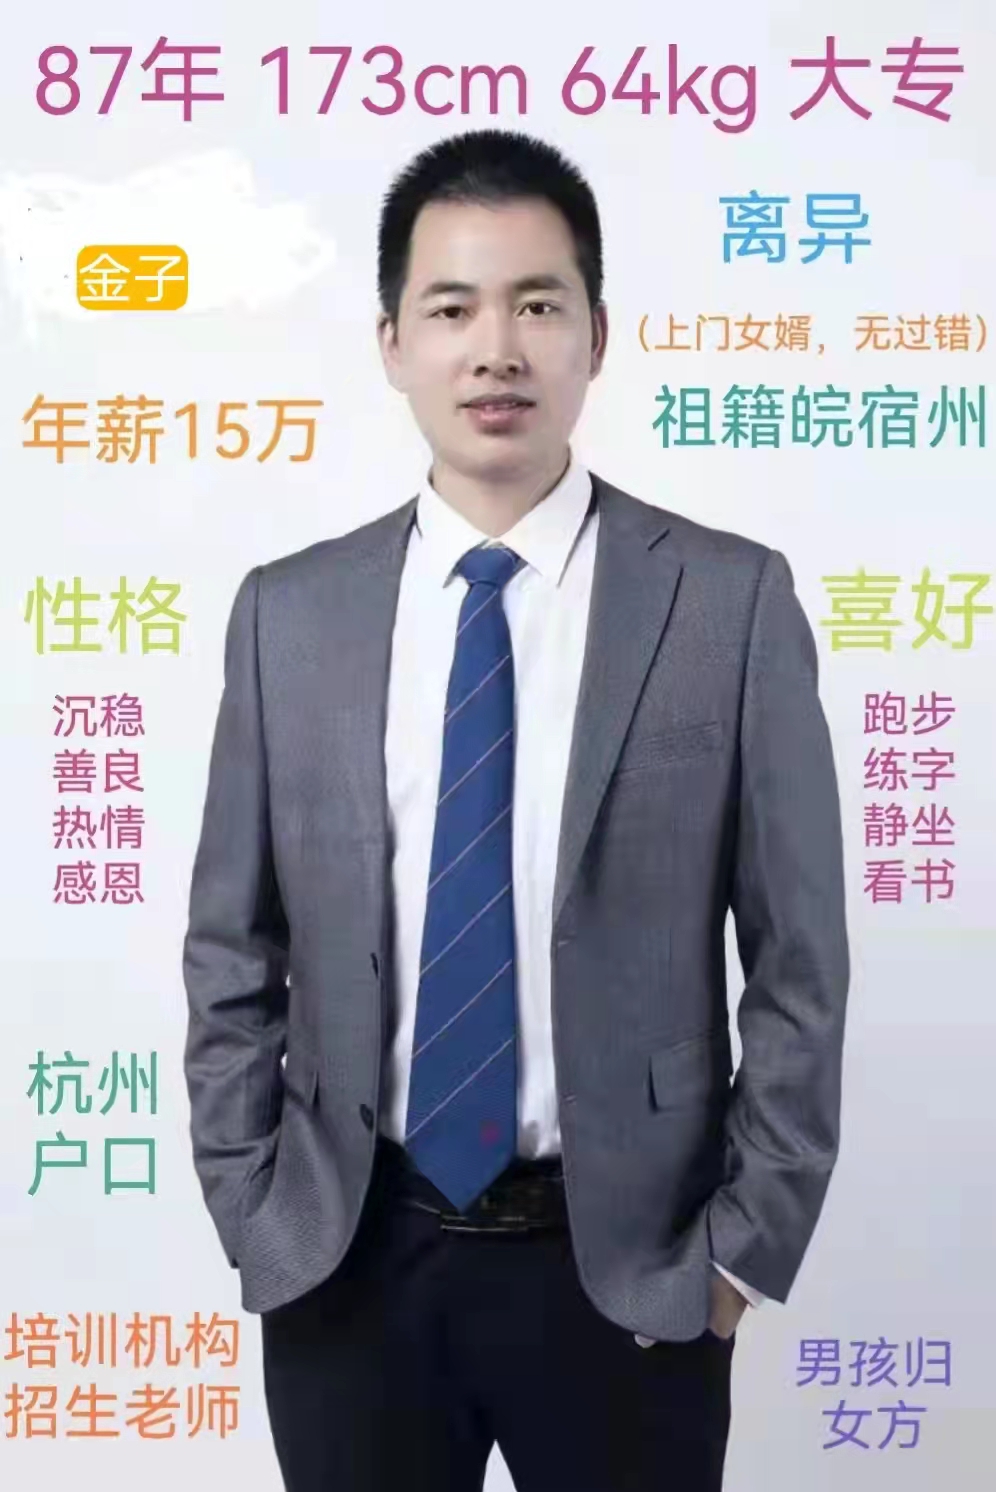 87年 173cm 64kg 大专
离异
金子
（上门女婿，无过错）
年薪15万
祖籍皖宿州
性格
喜好
沉稳
善良
热情
感恩
跑步
练字
静坐
看书
杭州
户口
培训机构
招生老师
男孩归
女方